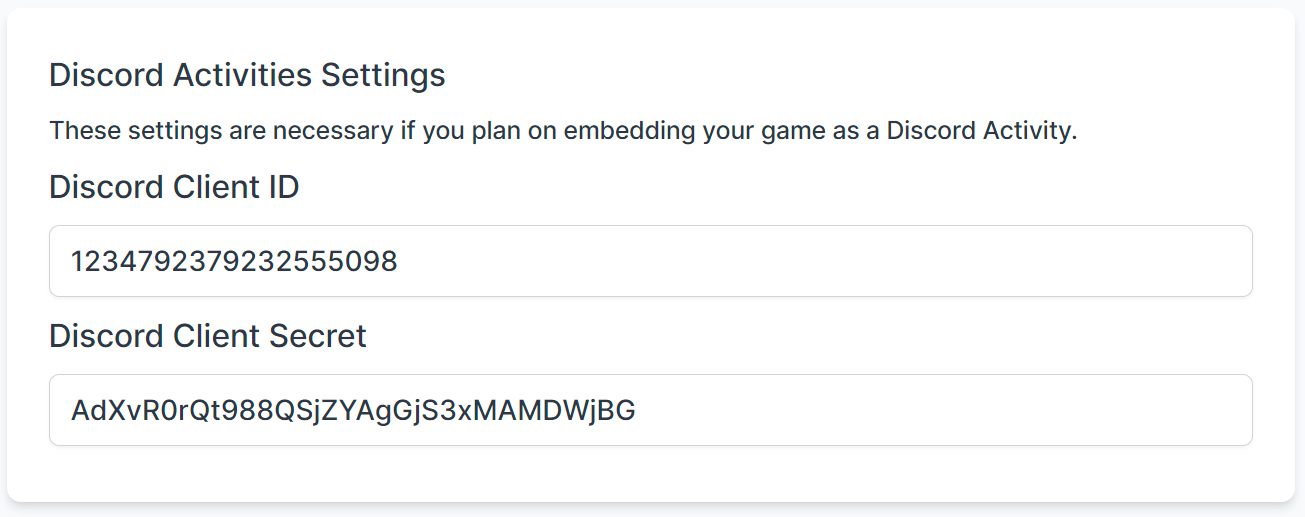 Discord Activities Settings
These settings are necessary if you plan on embedding your game as a Discord Activity.
Discord Client ID
1234792379232555098
Discord Client Secret
AdXvR0rQt988QSjZYAgGjS3xMAMDWjBG